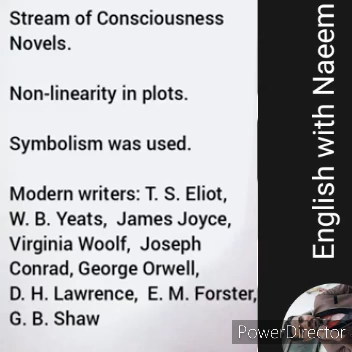 Stream of Consciousness
Novels.
Non-linearity in plots.
Symbolism was used.
Modern writers: T. S. Eliot,
W. B. Yeats, James Joyce,
Virginia Woolf, Joseph
Conrad, George Orwell,
D. H. Lawrence, E. M. Forster,
G. B. Shaw
English with Naeem
PowerDirector